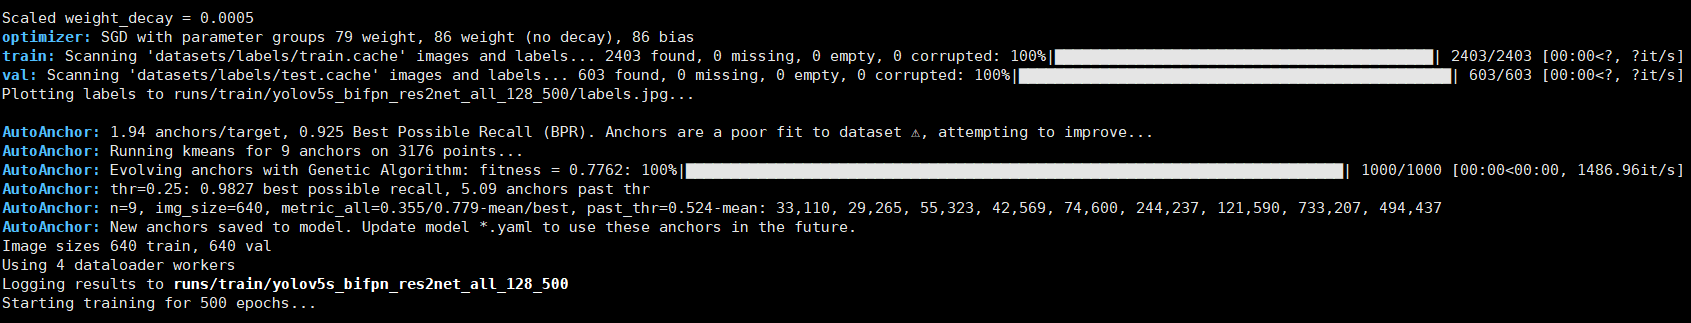 Scaled weight_decay = 0.0005
optimizer: SGD with parameter groups 79 weight, 86 weight (no decay), 86 bias
train: Scanning 'datasets/labels/train.cache' images and labels... 2403 found, 0 missing, 0 empty, 0 corrupted: 100%|██████████| 2403/2403 [00:00<?, ?it/s]
val: Scanning 'datasets/labels/test.cache' images and labels... 603 found, 0 missing, 0 empty, 0 corrupted: 100%|██████████| 603/603 [00:00<?, ?it/s]
Plotting labels to runs/train/yolov5s_bifpn_res2net_all_128_500/labels.jpg...
AutoAnchor: 1.94 anchors/target, 0.925 Best Possible Recall (BPR). Anchors are a poor fit to dataset ⚠, attempting to improve...
AutoAnchor: Running kmeans for 9 anchors on 3176 points...
AutoAnchor: Evolving anchors with Genetic Algorithm: fitness = 0.7762: 100%|██████████| 1000/1000 [00:00<00:00, 1486.96it/s]
AutoAnchor: thr=0.25: 0.9827 best possible recall, 5.09 anchors past thr
AutoAnchor: n=9, img_size=640, metric_all=0.355/0.779-mean/best, past_thr=0.524-mean: 33,110, 29,265, 55,323, 42,569, 74,600, 244,237, 121,590, 733,207, 494,437
AutoAnchor: New anchors saved to model. Update model *.yaml to use these anchors in the future.
Image sizes 640 train, 640 val
Using 4 dataloader workers
Logging results to runs/train/yolov5s_bifpn_res2net_all_128_500
Starting training for 500 epochs...